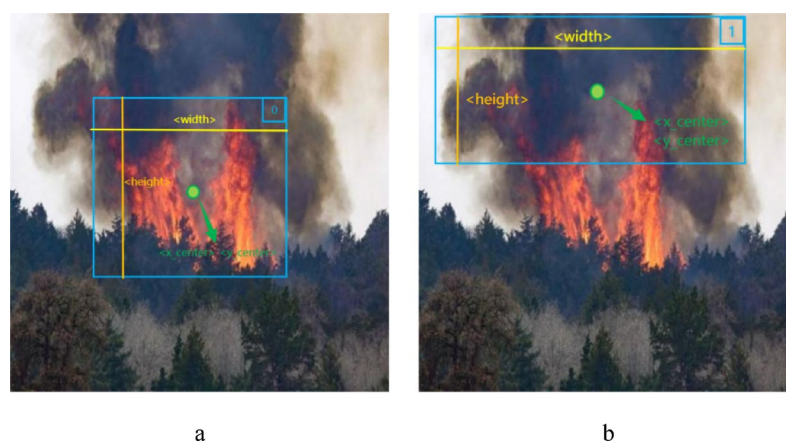 0
<width>
<height>
<x_center> <y_center>
1
<width>
<height>
<x_center>
<y_center>
a
b